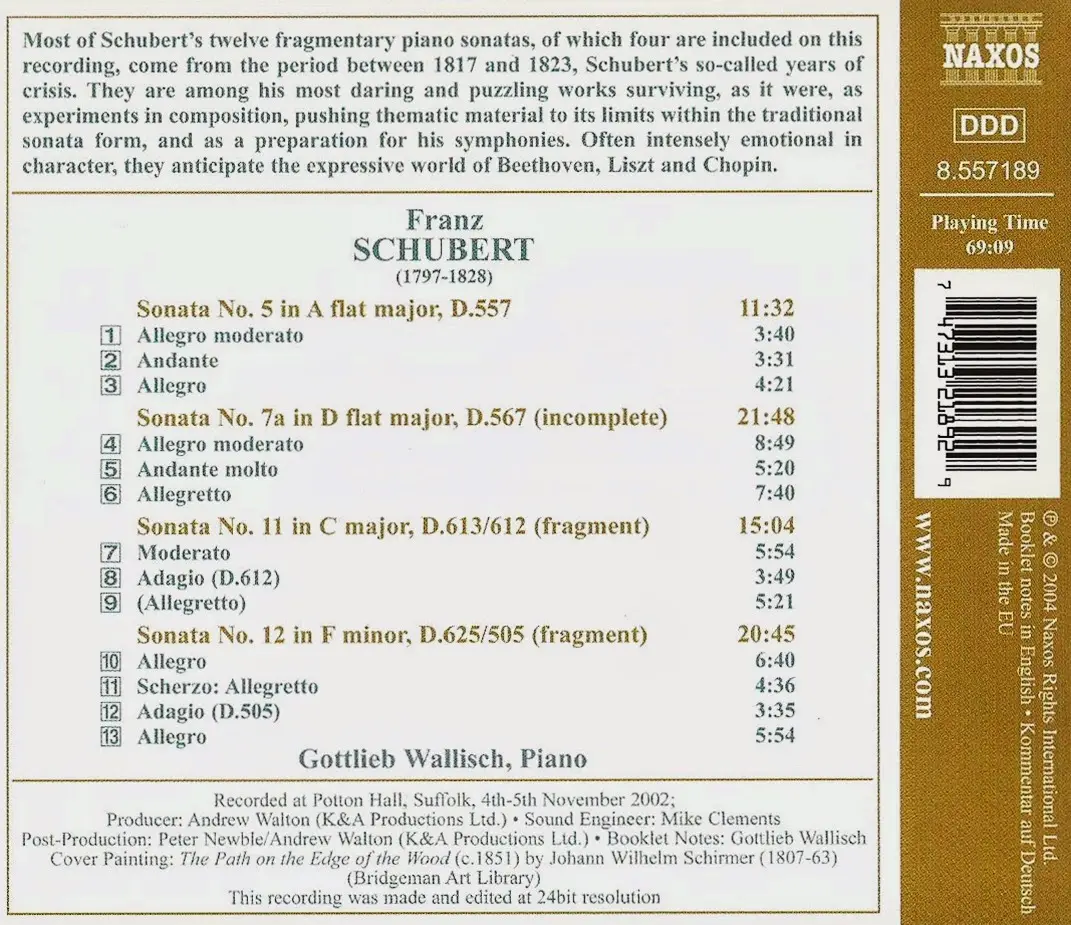 Most of Schubert's twelve fragmentary piano sonatas, of which four are included on this
recording, come from the period between 1817 and 1823, Schubert's so-called years of
crisis. They are among his most daring and puzzling works surviving, as it were, as
experiments in composition, pushing thematic material to its limits within the traditional
sonata form, and as a preparation for his symphonies. Often intensely emotional in
character, they anticipate the expressive world of Beethoven, Liszt and Chopin.
Franz
SCHUBERT
(1797-1828)
Sonata No. 5 in A flat major, D.557 11:32
1 Allegro moderato 3:40
2 Andante 3:31
3 Allegro 4:21
Sonata No. 7a in D flat major, D.567 (incomplete) 21:48
4 Allegro moderato 8:49
5 Andante molto 5:20
6 Allegretto 7:40
Sonata No. 11 in C major, D.613/612 (fragment) 15:04
7 Moderato 5:54
8 Adagio (D.612) 3:49
9 (Allegretto) 5:21
Sonata No. 12 in F minor, D.625/505 (fragment) 20:45
10 Allegro 6:40
11 Scherzo: Allegretto 4:36
12 Adagio (D.505) 3:35
13 Allegro 5:54
Gottlieb Wallisch, Piano
Recorded at Potton Hall, Suffolk, 4th-5th November 2002;
Producer: Andrew Walton (K&A Productions Ltd.) • Sound Engineer: Mike Clements
Post-Production: Peter Newble/Andrew Walton (K&A Productions Ltd.) • Booklet Notes: Gottlieb Wallisch
Cover Painting: The Path on the Edge of the Wood (c.1851) by Johann Wilhelm Schirmer (1807-63)
(Bridgeman Art Library)
This recording was made and edited at 24bit resolution
NAXOS
DDD
8.557189
Playing Time
69:09
7 47313 21892 9
℗ & © 2004 Naxos Rights International Ltd.
Booklet notes in English • Kommentar auf Deutsch
Made in the EU
www.naxos.com